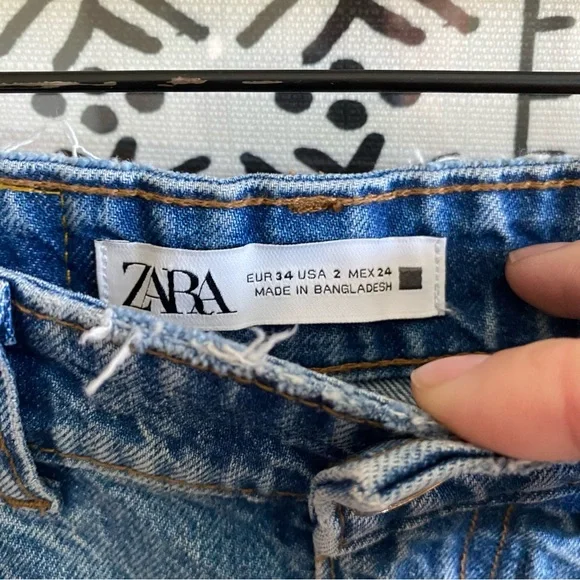 ZARA
EUR 34 USA 2 MEX 24
MADE IN BANGLADESH